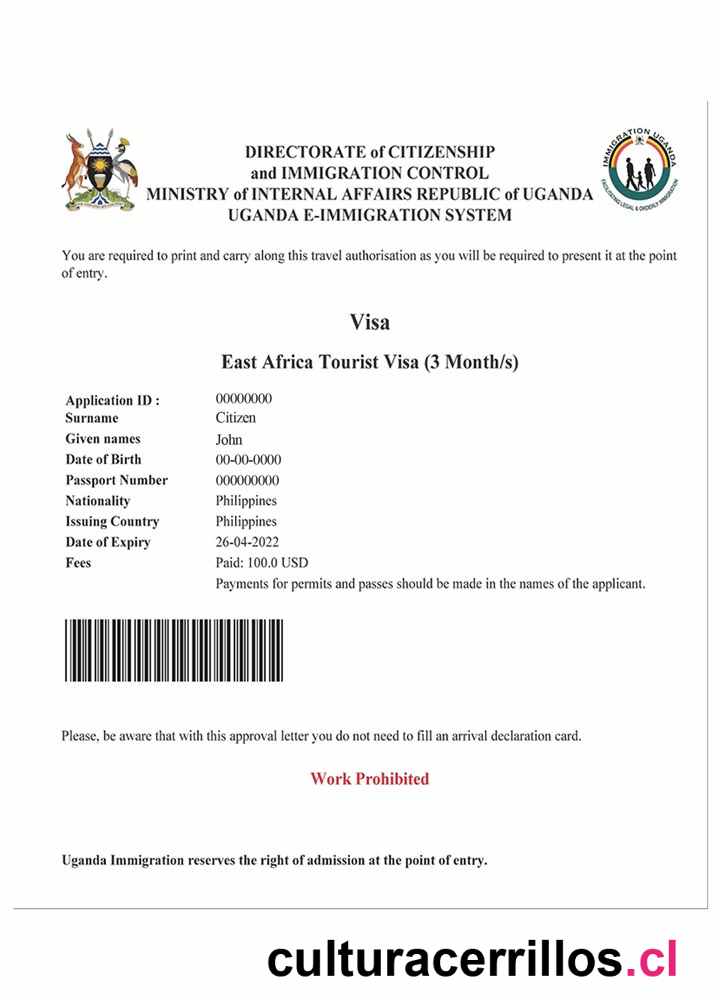 DIRECTORATE of CITIZENSHIP
and IMMIGRATION CONTROL
MINISTRY of INTERNAL AFFAIRS REPUBLIC of UGANDA
UGANDA E-IMMIGRATION SYSTEM
IMMIGRATION UGANDA
FACILITATING LEGAL & ORDERLY IMMIGRATION
You are required to print and carry along this travel authorisation as you will be required to present it at the point
of entry.
Visa
East Africa Tourist Visa (3 Month/s)
Application ID : 00000000
Surname Citizen
Given names John
Date of Birth 00-00-0000
Passport Number 000000000
Nationality Philippines
Issuing Country Philippines
Date of Expiry 26-04-2022
Fees Paid: 100.0 USD
Payments for permits and passes should be made in the names of the applicant.
Please, be aware that with this approval letter you do not need to fill an arrival declaration card.
Work Prohibited
Uganda Immigration reserves the right of admission at the point of entry.
culturacerrillos.cl